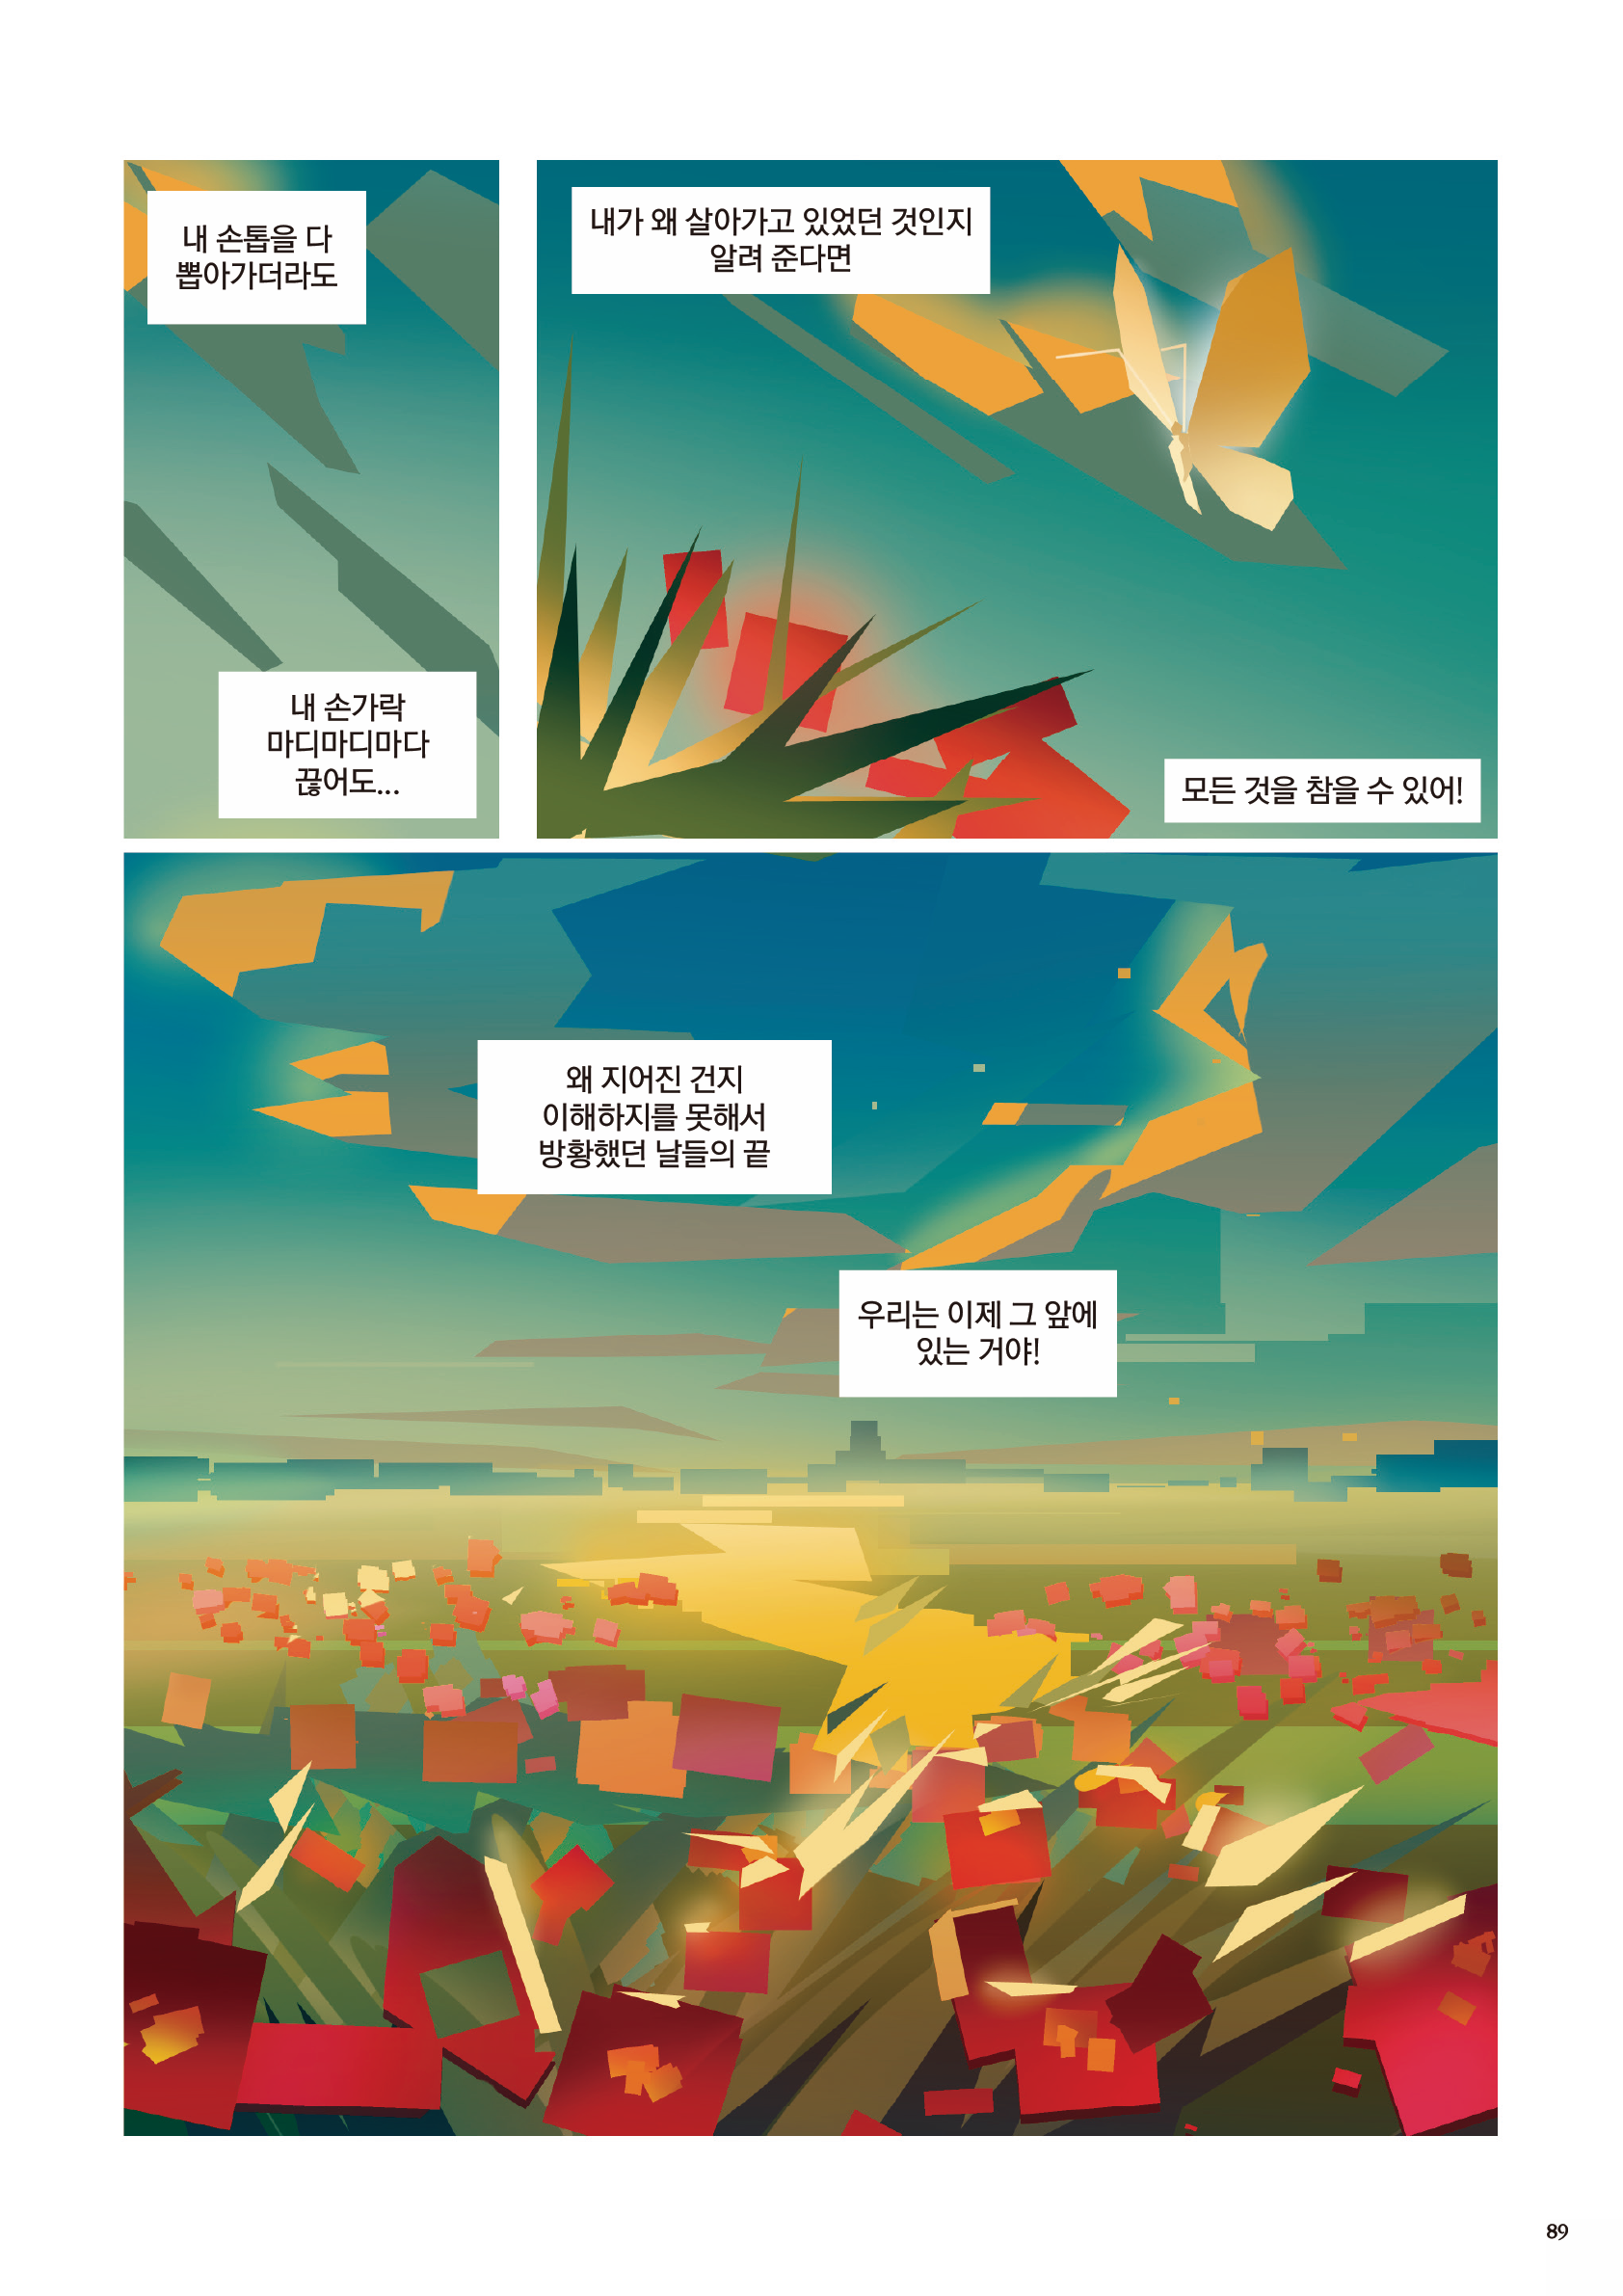 내 손톱을 다
뽑아가더라도
내 손가락
마디마디마다
끊어도...
내가 왜 살아가고 있었던 것인지
알려 준다면
모든 것을 참을 수 있어!
왜 지어진 건지
이해하지를 못해서
방황했던 날들의 끝
우리는 이제 그 앞에
있는 거야!
89